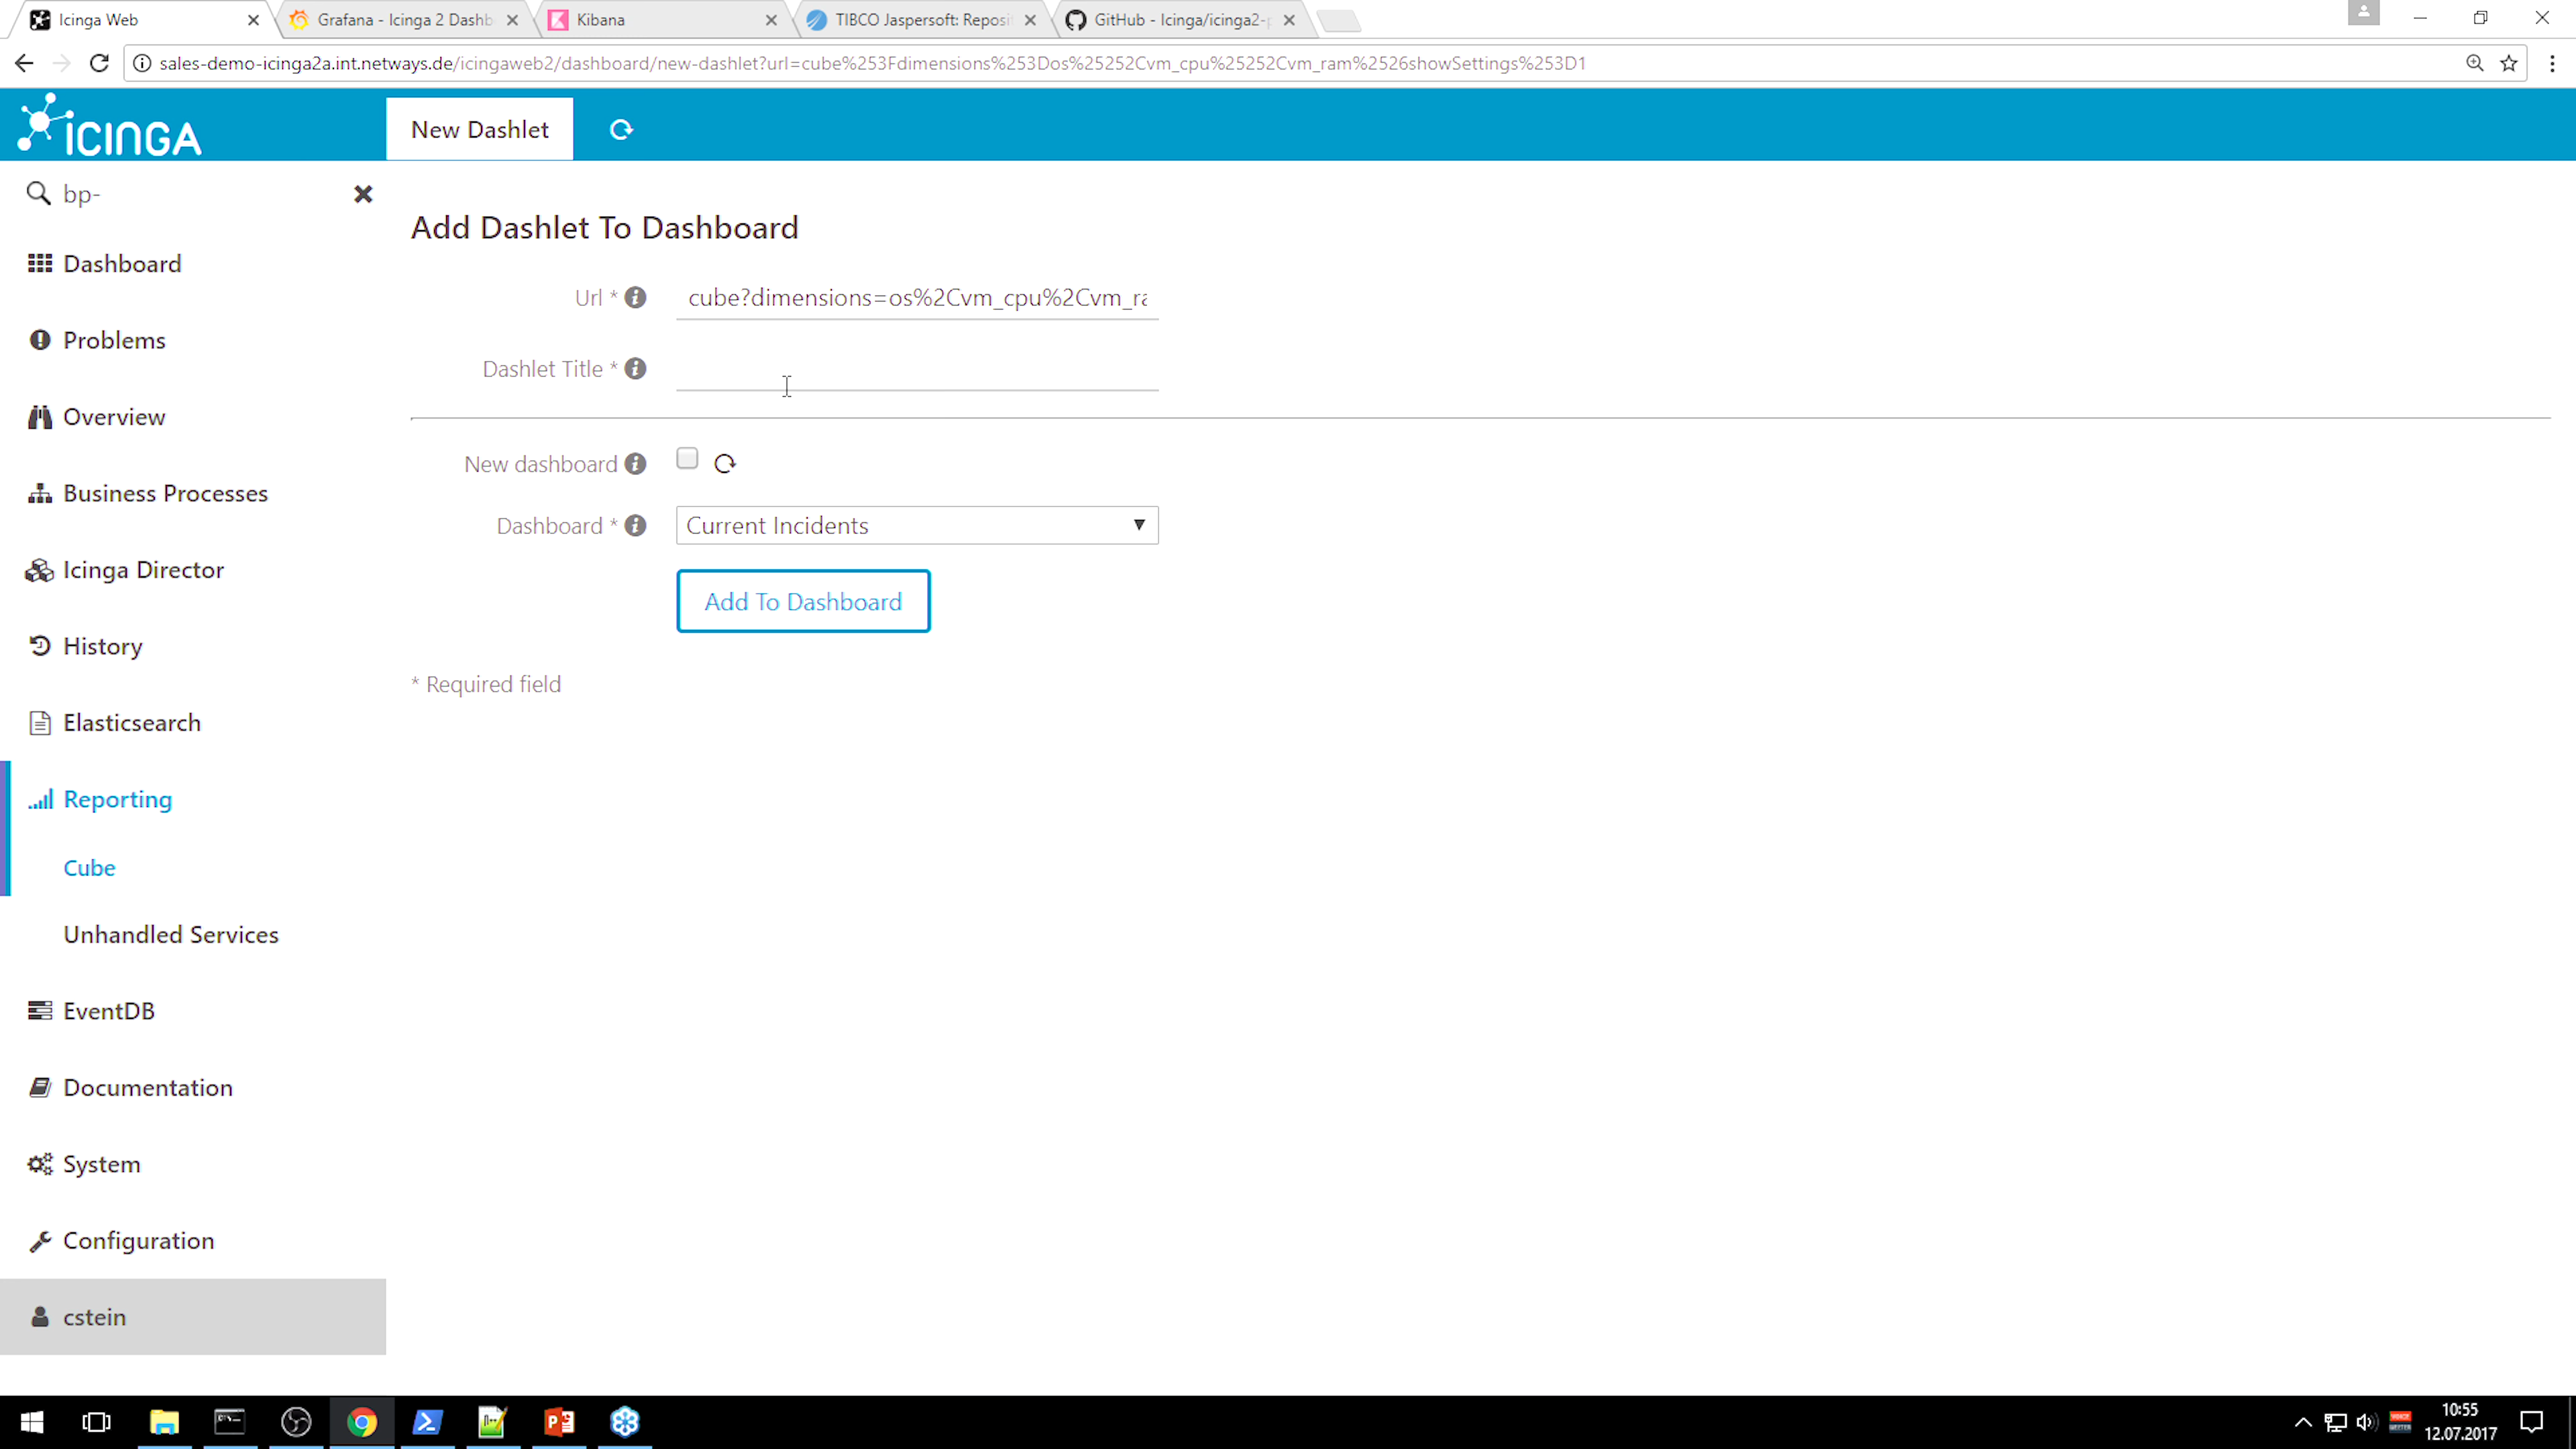 Icinga Web
Grafana - Icinga 2 Dashb
Kibana
TIBCO Jaspersoft: Reposi
GitHub - Icinga/icinga2-p
sales-demo-icinga2a.int.netways.de/icingaweb2/dashboard/new-dashlet?url=cube%253Fdimensions%253Dos%25252Cvm_cpu%25252Cvm_ram%2526showSettings%253D1
ICINGA
New Dashlet
bp-
Dashboard
Problems
Overview
Business Processes
Icinga Director
History
Elasticsearch
Reporting
Cube
Unhandled Services
EventDB
Documentation
System
Configuration
cstein
Add Dashlet To Dashboard
Url *
cube?dimensions=os%2Cvm_cpu%2Cvm_ra
Dashlet Title *
New dashboard
Dashboard *
Current Incidents
Add To Dashboard
* Required field
10:55
12.07.2017